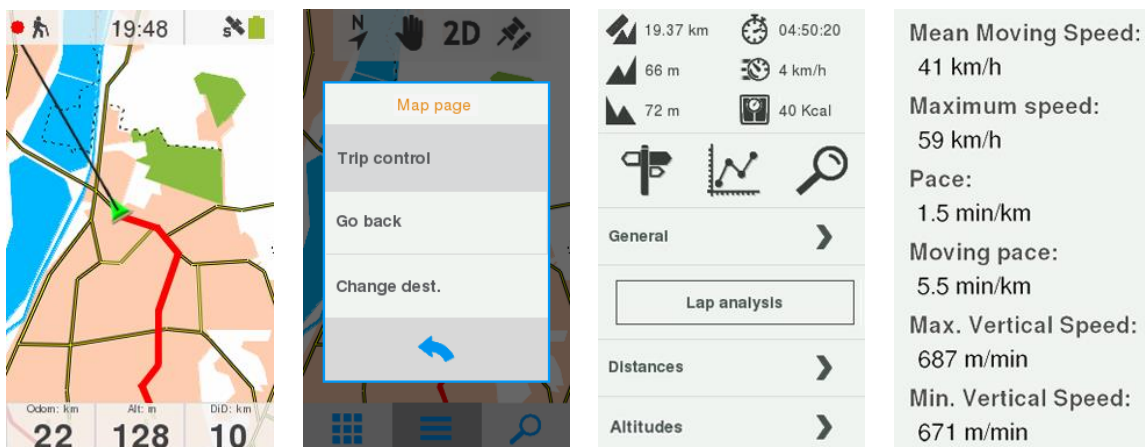 19:48
S
Odom: km
Alt: m
DiD: km
22
128
10
N
2D
Map page
Trip control
Go back
Change dest.
19.37 km
04:50:20
66 m
4 km/h
72 m
40 Kcal
General
Lap analysis
Distances
Altitudes
Mean Moving Speed:
41 km/h
Maximum speed:
59 km/h
Pace:
1.5 min/km
Moving pace:
5.5 min/km
Max. Vertical Speed:
687 m/min
Min. Vertical Speed:
671 m/min